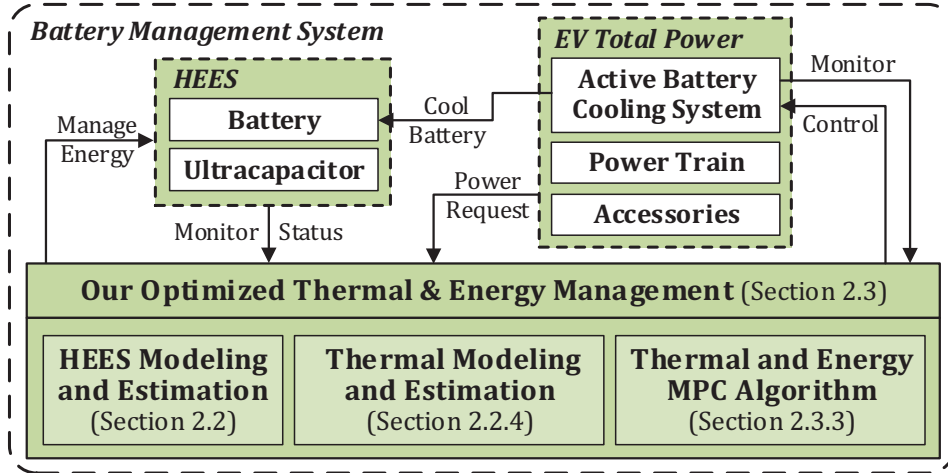 Battery Management System
EV Total Power
HEES
Active Battery
Cooling System
Monitor
Battery
Cool
Battery
Control
Manage
Energy
Ultracapacitor
Power Train
Power
Request
Accessories
Monitor Status
Our Optimized Thermal & Energy Management (Section 2.3)
HEES Modeling
and Estimation
(Section 2.2)
Thermal Modeling
and Estimation
(Section 2.2.4)
Thermal and Energy
MPC Algorithm
(Section 2.3.3)